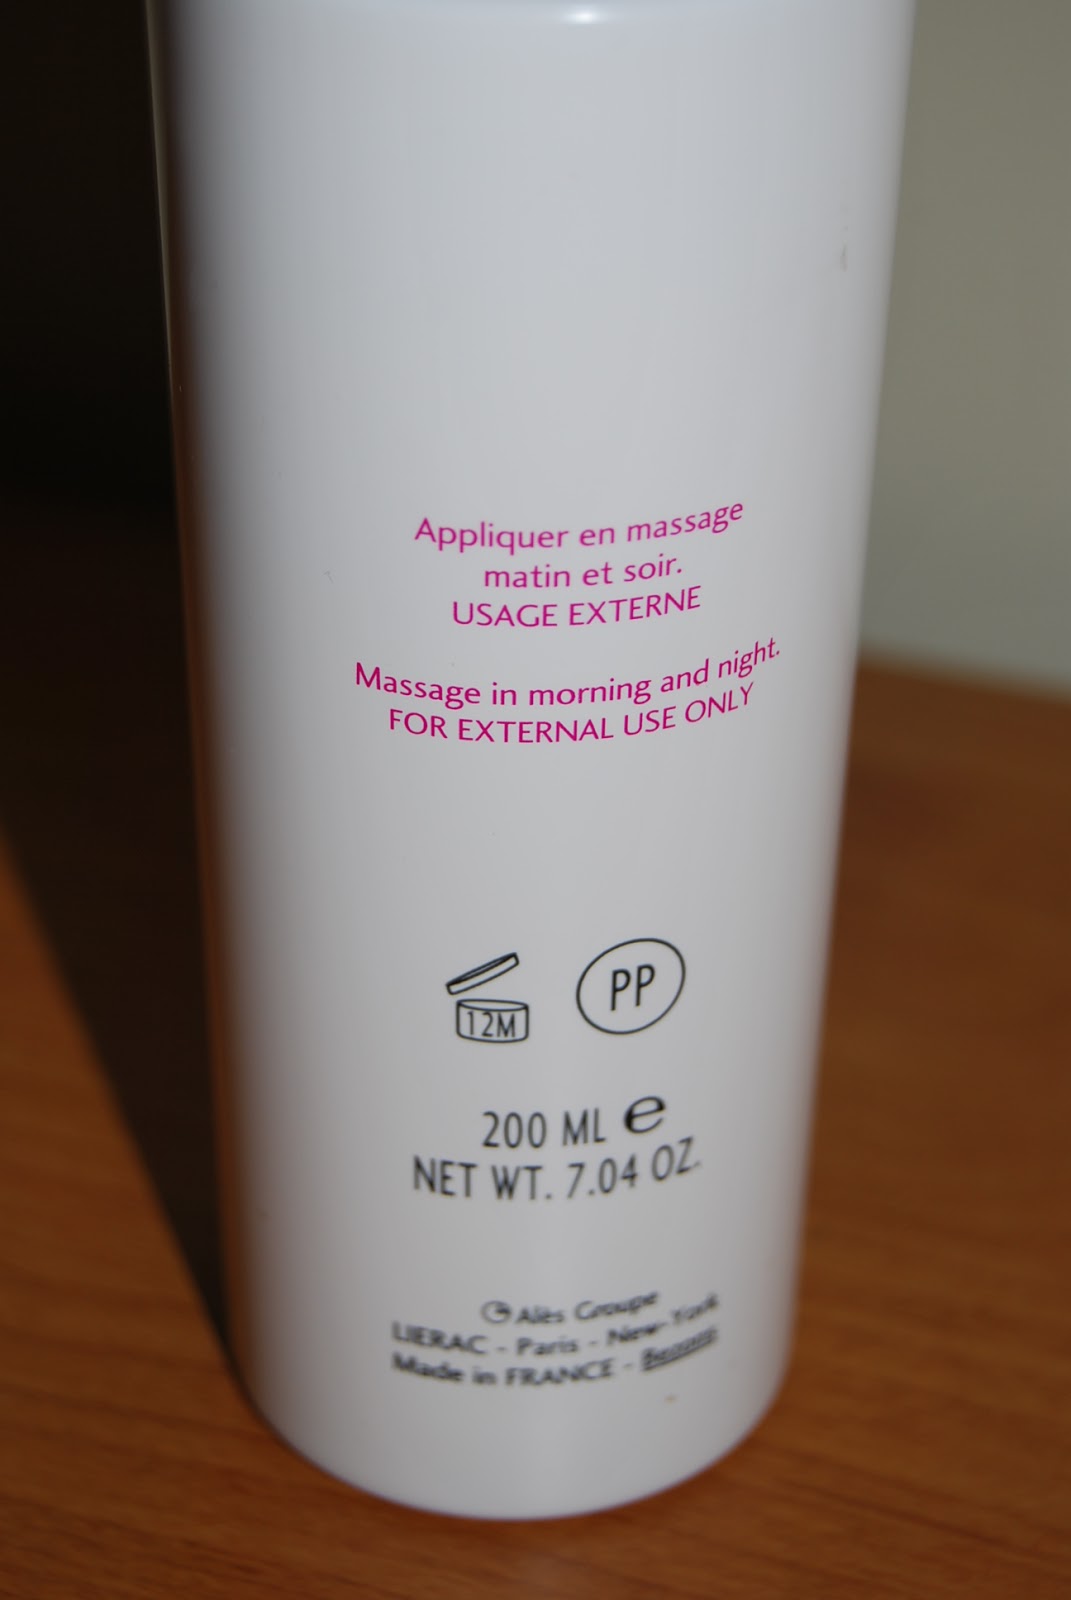 Appliquer en massage
matin et soir.
USAGE EXTERNE
Massage in morning and night.
FOR EXTERNAL USE ONLY
12M
PP
200 ML e
NET WT. 7.04 OZ.
Alès Groupe
LIERAC - Paris - New-York
Made in FRANCE - Bezons